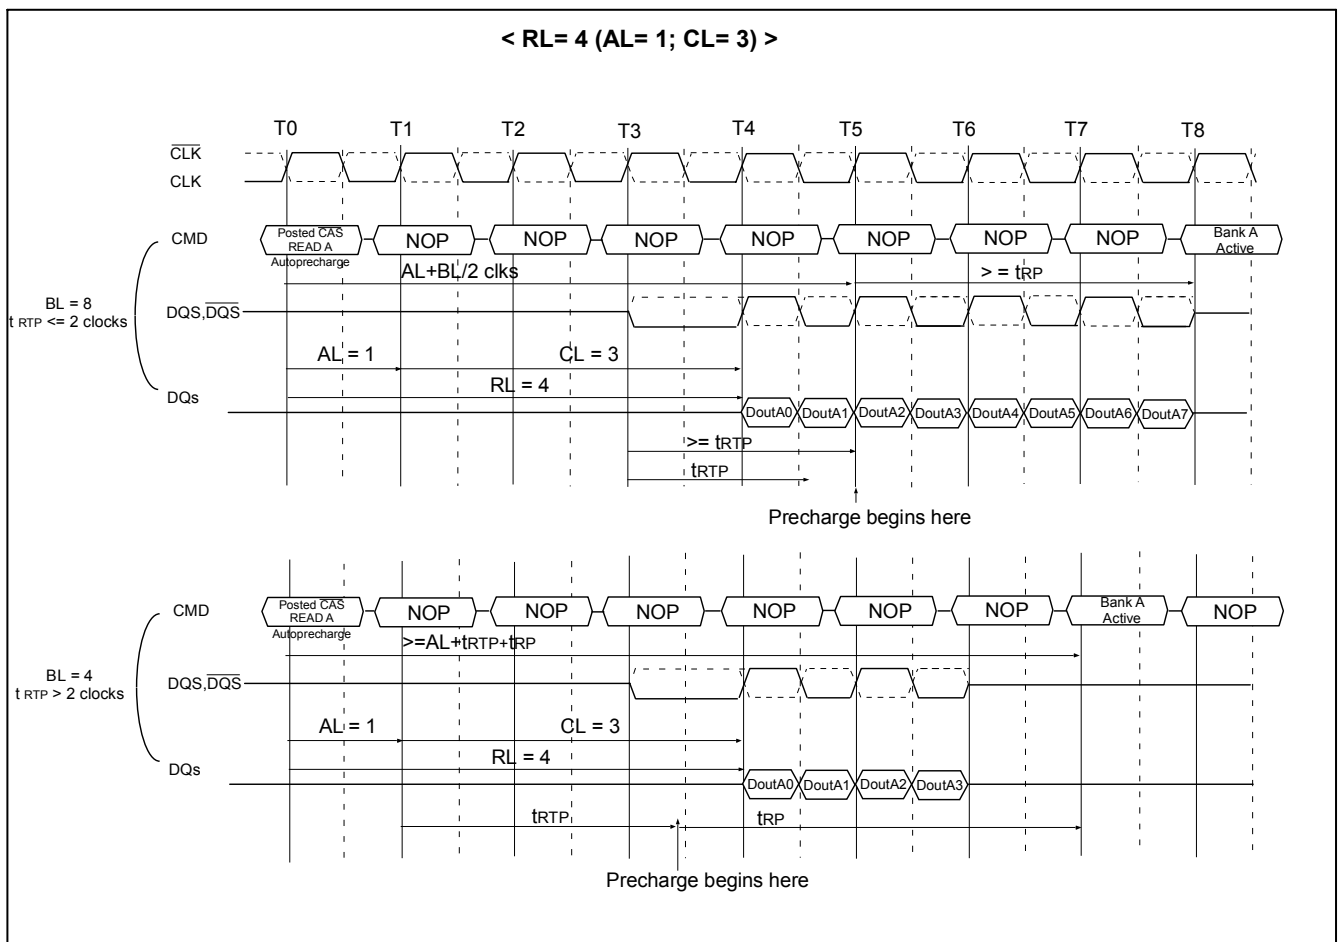 < RL= 4 (AL= 1; CL= 3) >
T0 T1 T2 T3 T4 T5 T6 T7 T8
CLK
CLK
CMD
Posted CAS
READ A
Autoprecharge
NOP NOP NOP NOP NOP NOP NOP
Bank A
Active
AL+BL/2 clks
> = tRP
BL = 8
t RTP <= 2 clocks
DQS,DQS
AL = 1
CL = 3
RL = 4
DQs
DoutA0 DoutA1 DoutA2 DoutA3 DoutA4 DoutA5 DoutA6 DoutA7
>= tRTP
tRTP
Precharge begins here
CMD
Posted CAS
READ A
Autoprecharge
NOP NOP NOP NOP NOP NOP
Bank A
Active
NOP
>=AL+tRTP+tRP
BL = 4
t RTP > 2 clocks
DQS,DQS
AL = 1
CL = 3
RL = 4
DQs
DoutA0 DoutA1 DoutA2 DoutA3
tRTP
tRP
Precharge begins here